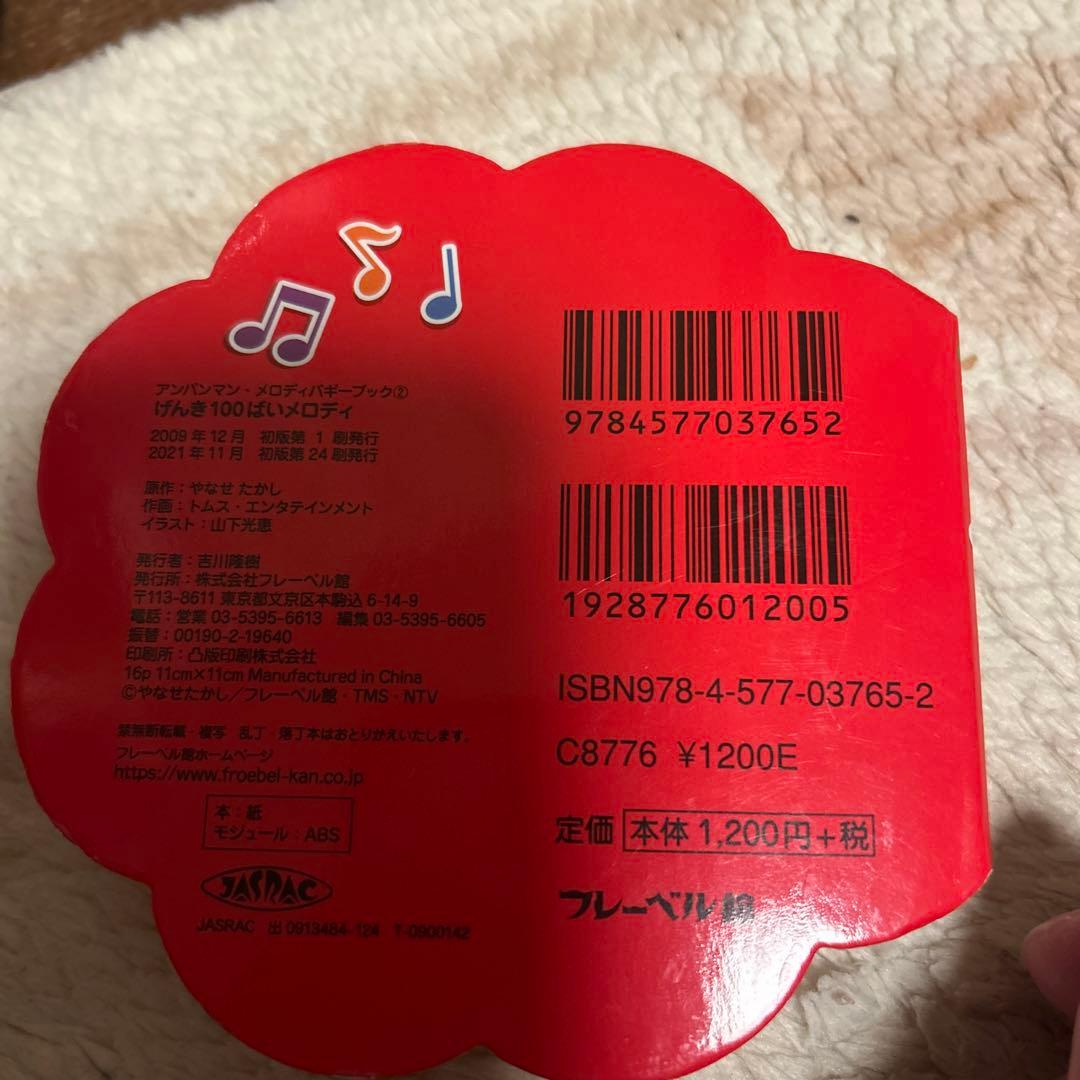 アンパンマン・メロディバギーブック②
げんき100ばいメロディ
2009年12月 初版第 1 刷発行
2021年11月 初版第24刷発行
原作：やなせ たかし
作画：トムス・エンタテインメント
イラスト：山下光恵
発行者：吉川隆樹
発行所：株式会社フレーベル館
〒113-8611 東京都文京区本駒込6-14-9
電話：営業 03-5395-6613 編集 03-5395-6605
振替：00190-2-19640
印刷所：凸版印刷株式会社
16p 11cm×11cm Manufactured in China
©やなせたかし／フレーベル館・TMS・NTV
禁無断転載・複写 乱丁・落丁本はおとりかえいたします。
フレーベル館ホームページ
https://www.froebel-kan.co.jp
本：紙
モジュール：ABS
JASRAC
JASRAC 出 0913484-124 T-0900142
9784577037652
1928776012005
ISBN978-4-577-03765-2
C8776 ¥1200E
定価 本体 1,200円+税
フレーベル館